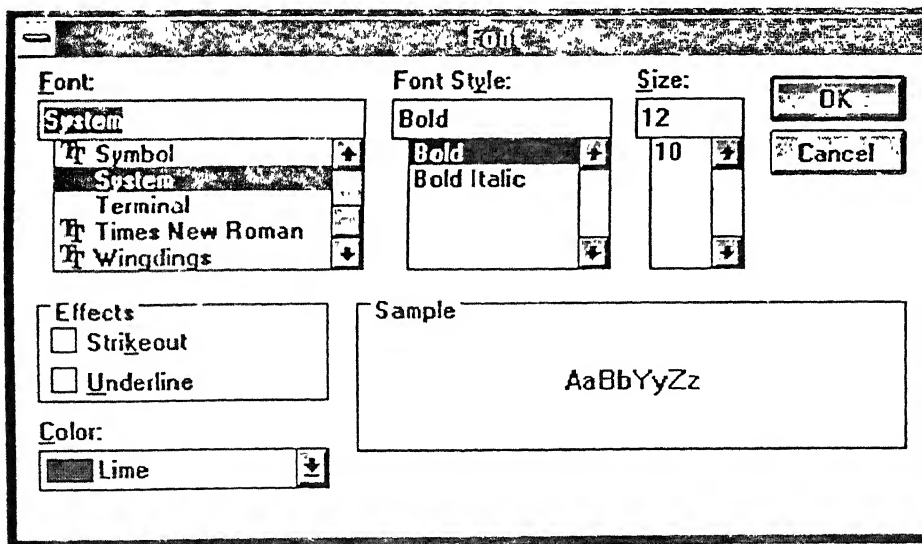 Font
Font:
System
Symbol
System
Terminal
Times New Roman
Wingdings
Font Style:
Bold
Bold
Bold Italic
Size:
12
10
OK
Cancel
Effects
Strikeout
Underline
Color:
Lime
Sample
AaBbYyZz